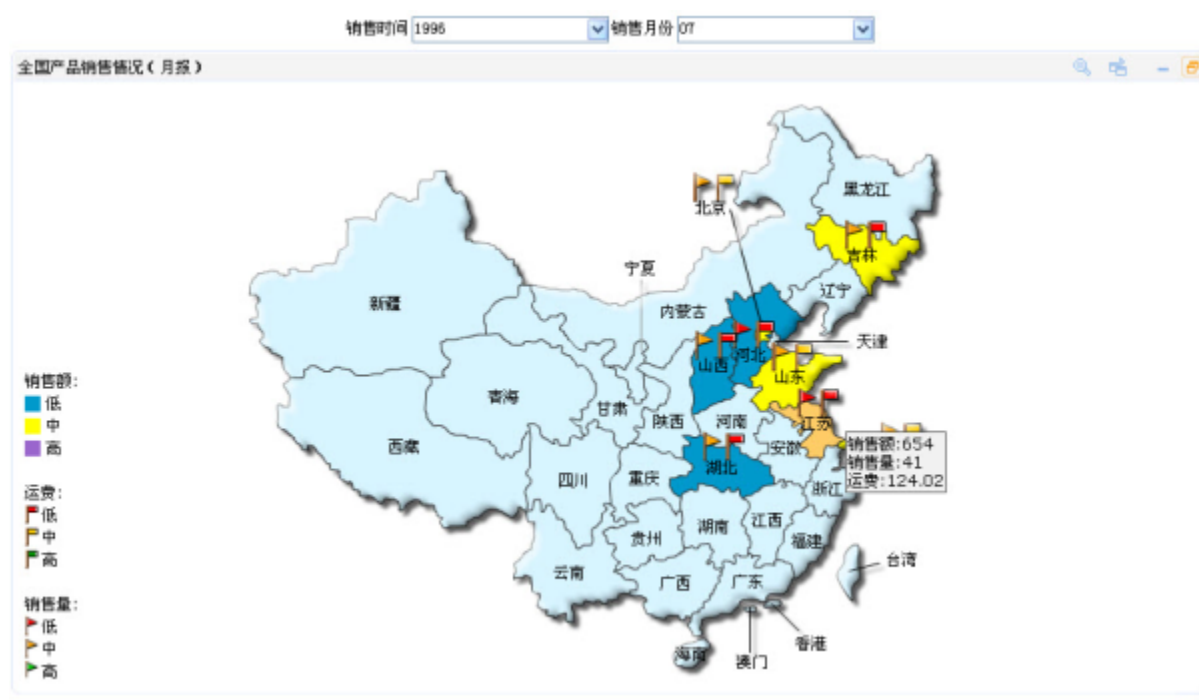 销售时间 1996 销售月份 07
全国产品销售情况(月报)
黑龙江
北京
吉林
宁夏
辽宁
内蒙古
新疆
天津
河北
山西
山东
销售额:
低
中
高
青海
甘肃
陕西
河南
江苏
西藏
安徽
销售额:654
销售量:41
运费:124.02
湖北
四川
重庆
浙江
运费:
低
中
高
湖南
江西
贵州
福建
台湾
云南
广西
广东
销售量:
低
中
高
香港
海南
澳门